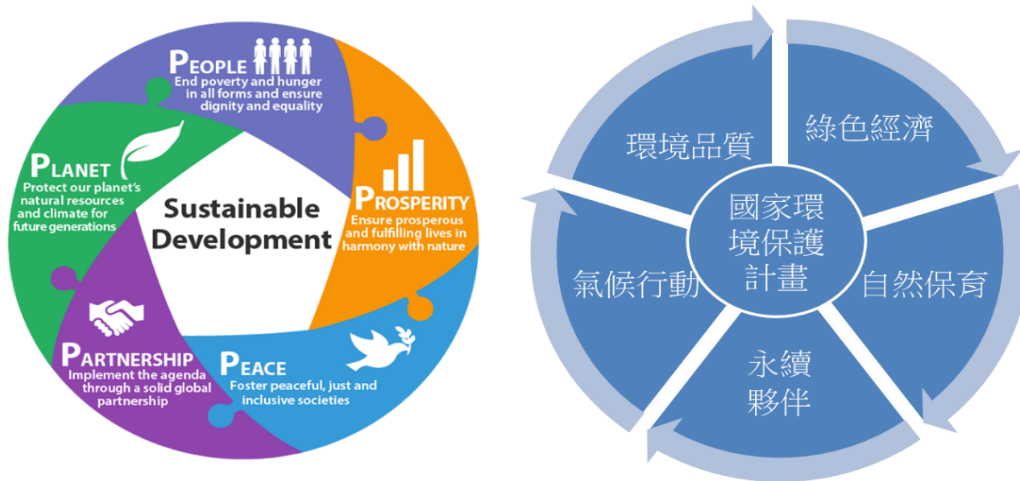 PEOPLE
End poverty and hunger
in all forms and ensure
dignity and equality
PROSPERITY
Ensure prosperous
and fulfilling lives in
harmony with nature
PEACE
Foster peaceful, just and
inclusive societies
PARTNERSHIP
Implement the agenda
through a solid global
partnership
PLANET
Protect our planet's
natural resources
and climate for
future generations
Sustainable
Development
環境品質
綠色經濟
自然保育
永續
夥伴
氣候行動
國家環
境保護
計畫